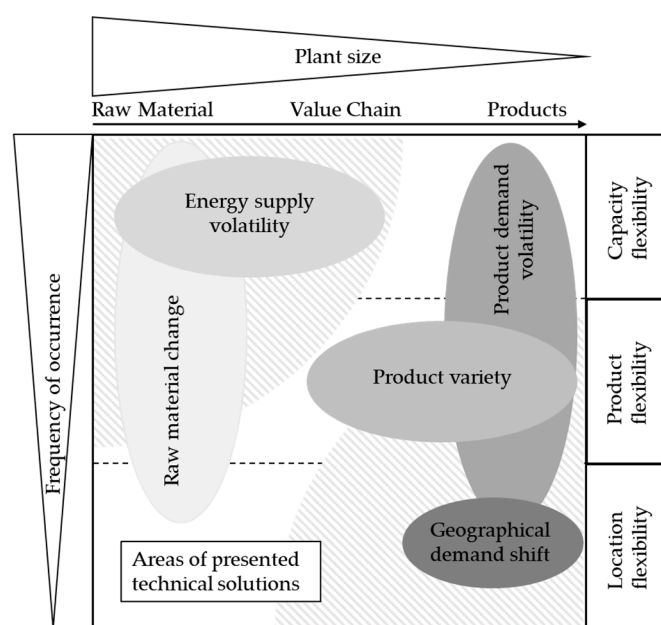 Plant size
Raw Material Value Chain Products
Energy supply
volatility
Product demand
volatility
Capacity
flexibility
Frequency of occurrence
Raw material change
Product variety
Product
flexibility
Geographical
demand shift
Location
flexibility
Areas of presented
technical solutions